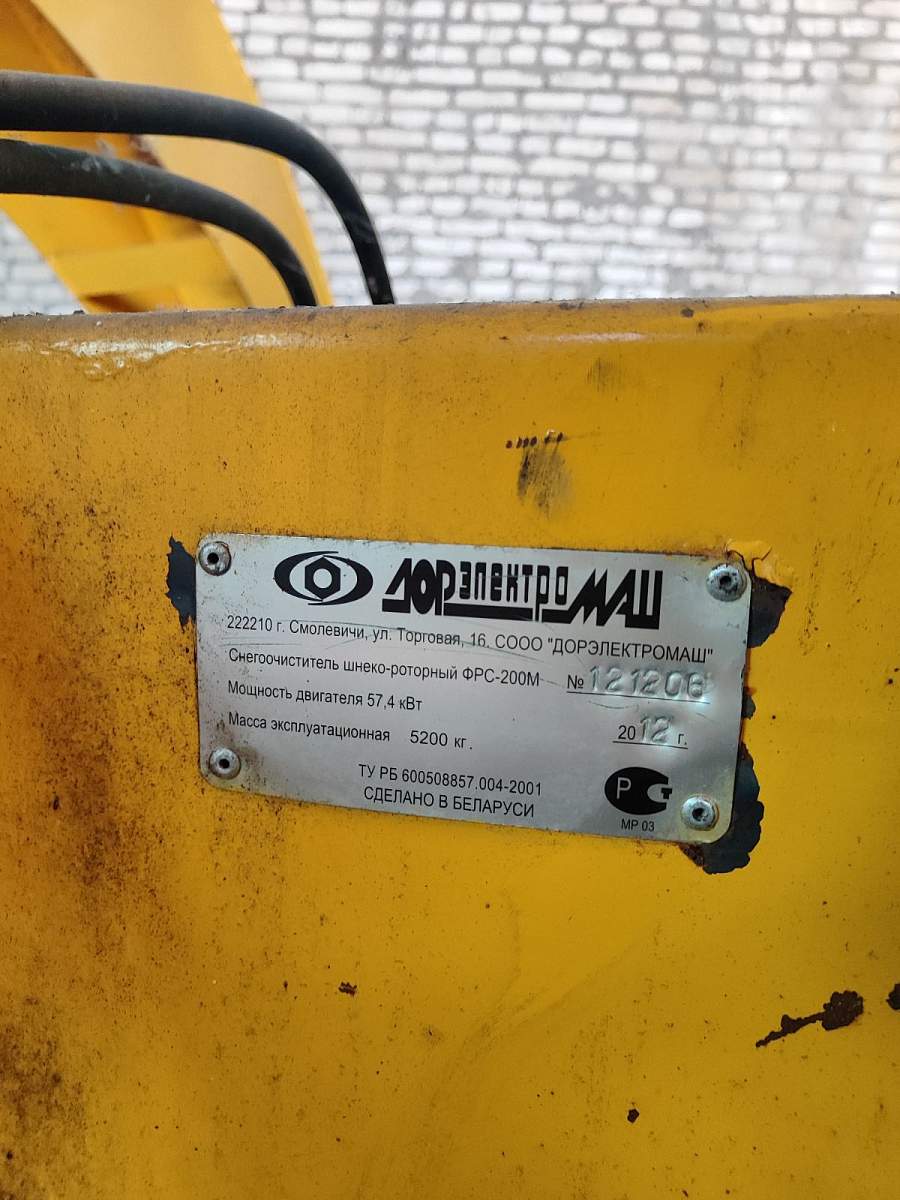 ДОРЭЛЕКТРОМАШ
222210 г. Смолевичи, ул. Торговая, 16. СООО "ДОРЭЛЕКТРОМАШ"
Снегоочиститель шнеко-роторный ФРС-200М № 121206
Мощность двигателя 57,4 кВт
Масса эксплуатационная 5200 кг. 2012 г.
ТУ РБ 600508857.004-2001
СДЕЛАНО В БЕЛАРУСИ
РСТ
МР 03